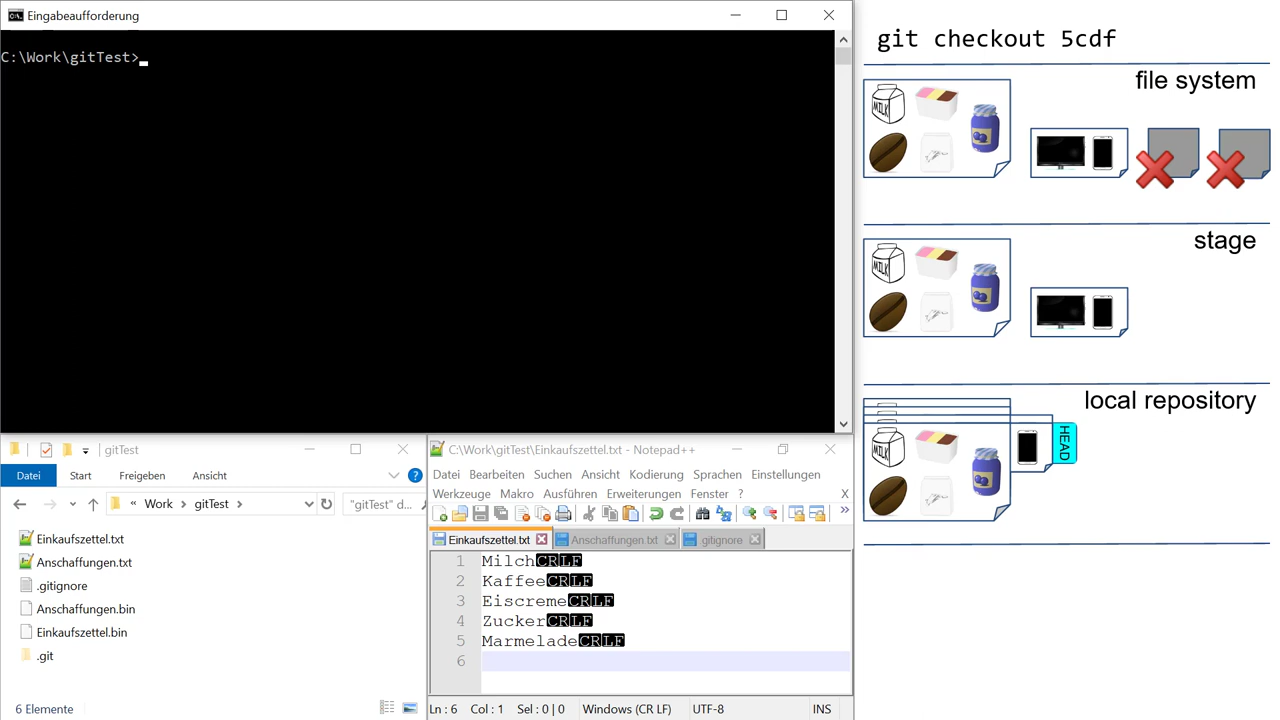 Eingabeaufforderung
C:\Work\gitTest>
git checkout 5cdf
file system
MILK
stage
MILK
local repository
MILK
HEAD
gitTest
Datei Start Freigeben Ansicht
« Work > gitTest >
"gitTest" d...
Einkaufszettel.txt
Anschaffungen.txt
.gitignore
Anschaffungen.bin
Einkaufszettel.bin
.git
6 Elemente
C:\Work\gitTest\Einkaufszettel.txt - Notepad++
Datei Bearbeiten Suchen Ansicht Kodierung Sprachen Einstellungen
Werkzeuge Makro Ausführen Erweiterungen Fenster ? X
Einkaufszettel.txt Anschaffungen.txt gitignore
1 MilchCRLF
2 KaffeeCRLF
3 EiscremeCRLF
4 ZuckerCRLF
5 MarmeladeCRLF
6
Ln : 6 Col : 1 Sel : 0 | 0 Windows (CR LF) UTF-8 INS